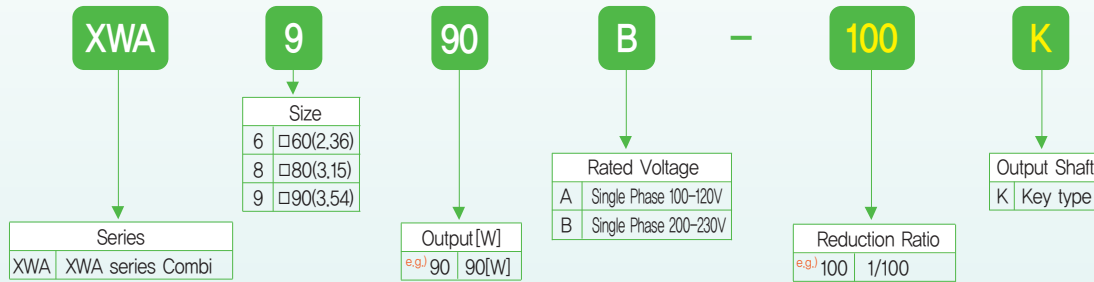 XWA 9 90 B - 100 K
Size
6 □60(2.36)
8 □80(3.15)
9 □90(3.54)
Rated Voltage
A Single Phase 100-120V
B Single Phase 200-230V
Output Shaft
K Key type
Series
XWA XWA series Combi
Output[W]
e.g.) 90 90[W]
Reduction Ratio
e.g.) 100 1/100